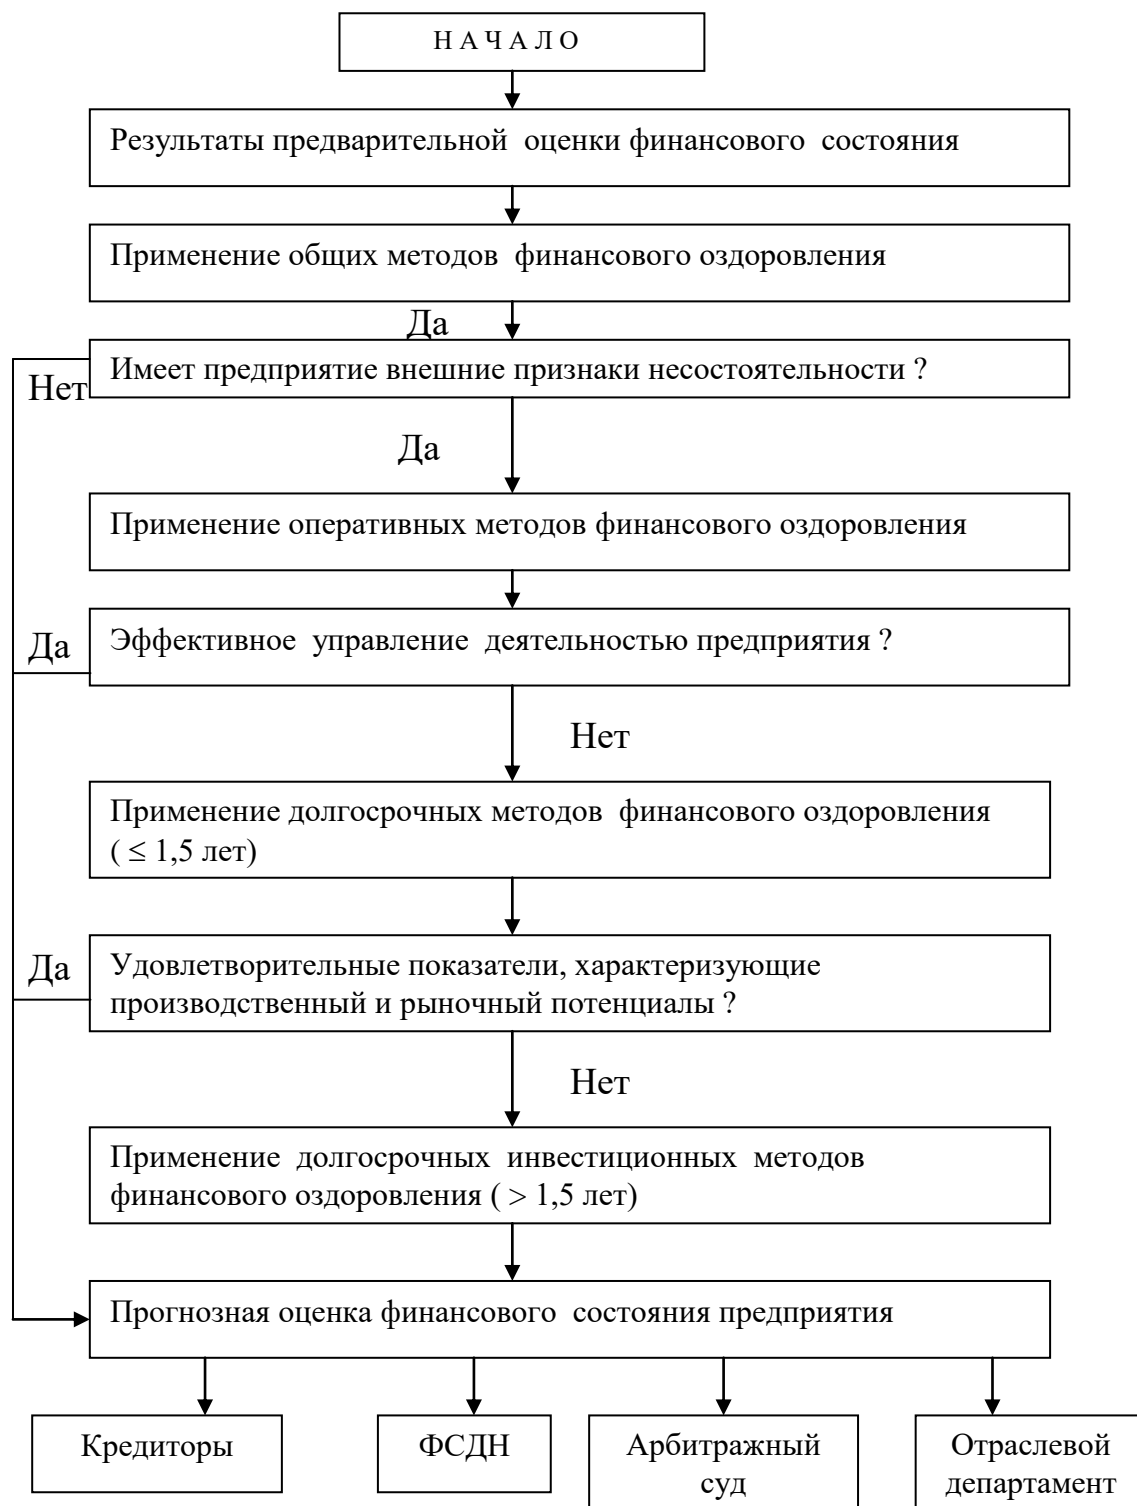 Н А Ч А Л О
Результаты предварительной оценки финансового состояния
Применение общих методов финансового оздоровления
Да
Имеет предприятие внешние признаки несостоятельности ?
Нет
Да
Применение оперативных методов финансового оздоровления
Эффективное управление деятельностью предприятия ?
Да
Нет
Применение долгосрочных методов финансового оздоровления
( ≤ 1,5 лет)
Удовлетворительные показатели, характеризующие
Да
производственный и рыночный потенциалы ?
Нет
Применение долгосрочных инвестиционных методов
финансового оздоровления ( > 1,5 лет)
Прогнозная оценка финансового состояния предприятия
Кредиторы
ФСДН
Арбитражный
суд
Отраслевой
департамент